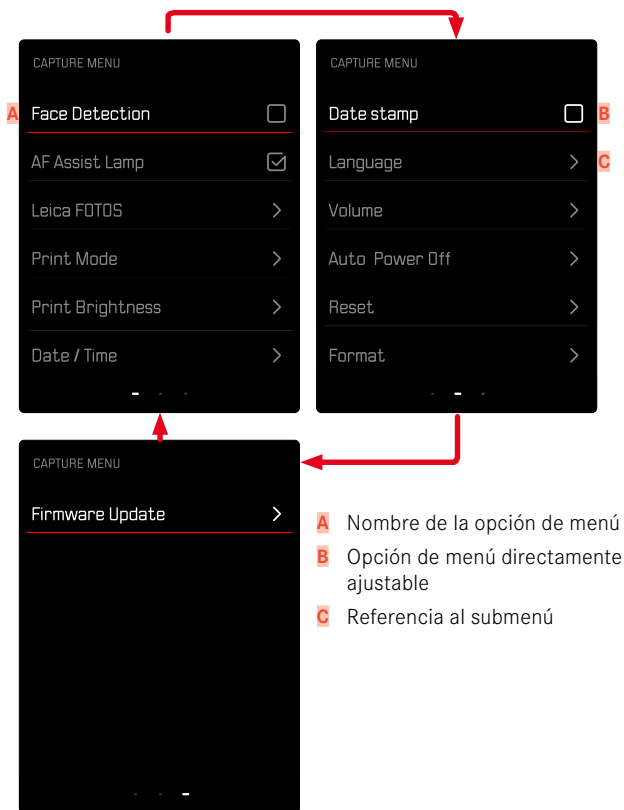 CAPTURE MENU
A Face Detection
AF Assist Lamp
Leica FOTOS
Print Mode
Print Brightness
Date / Time
CAPTURE MENU
Date stamp B
Language C
Volume
Auto Power Off
Reset
Format
CAPTURE MENU
Firmware Update
A Nombre de la opción de menú
B Opción de menú directamente
ajustable
C Referencia al submenú